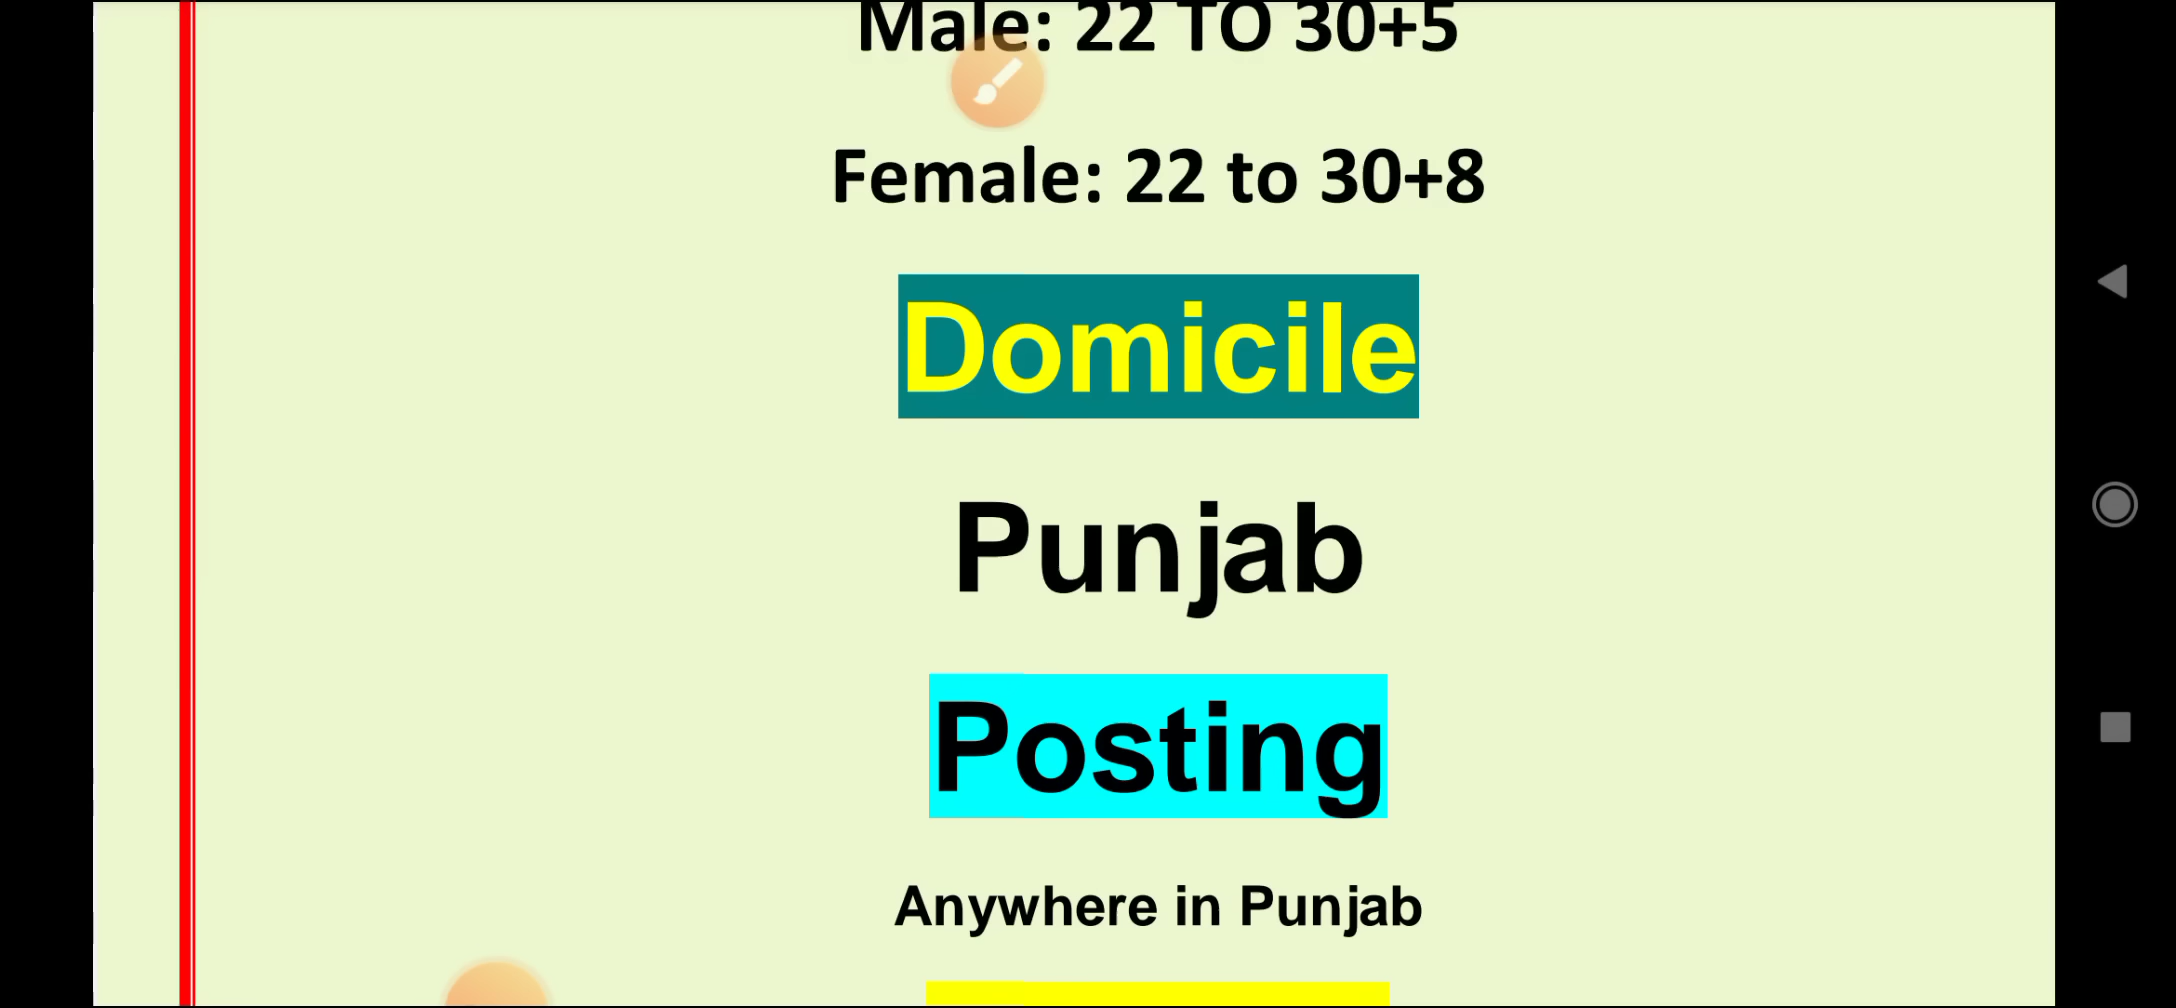 Male: 22 TO 30+5
Female: 22 to 30+8
Domicile
Punjab
Posting
Anywhere in Punjab